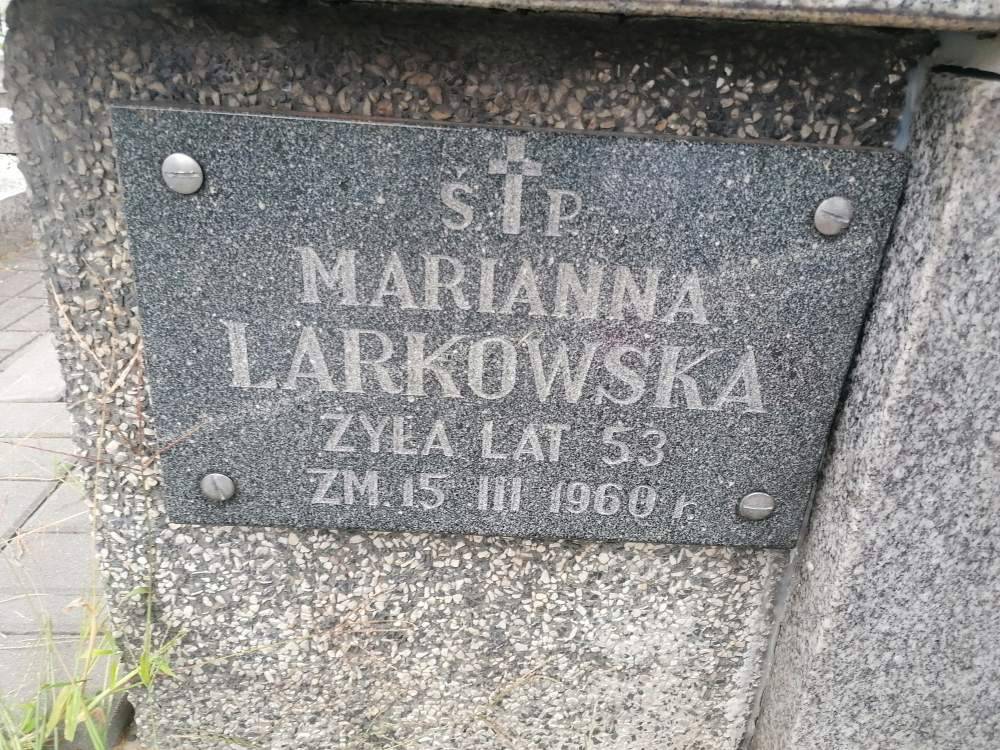 Ś. † P.
MARIANNA
LARKOWSKA
ŻYŁA LAT 53
ZM. 15 III 1960 r.